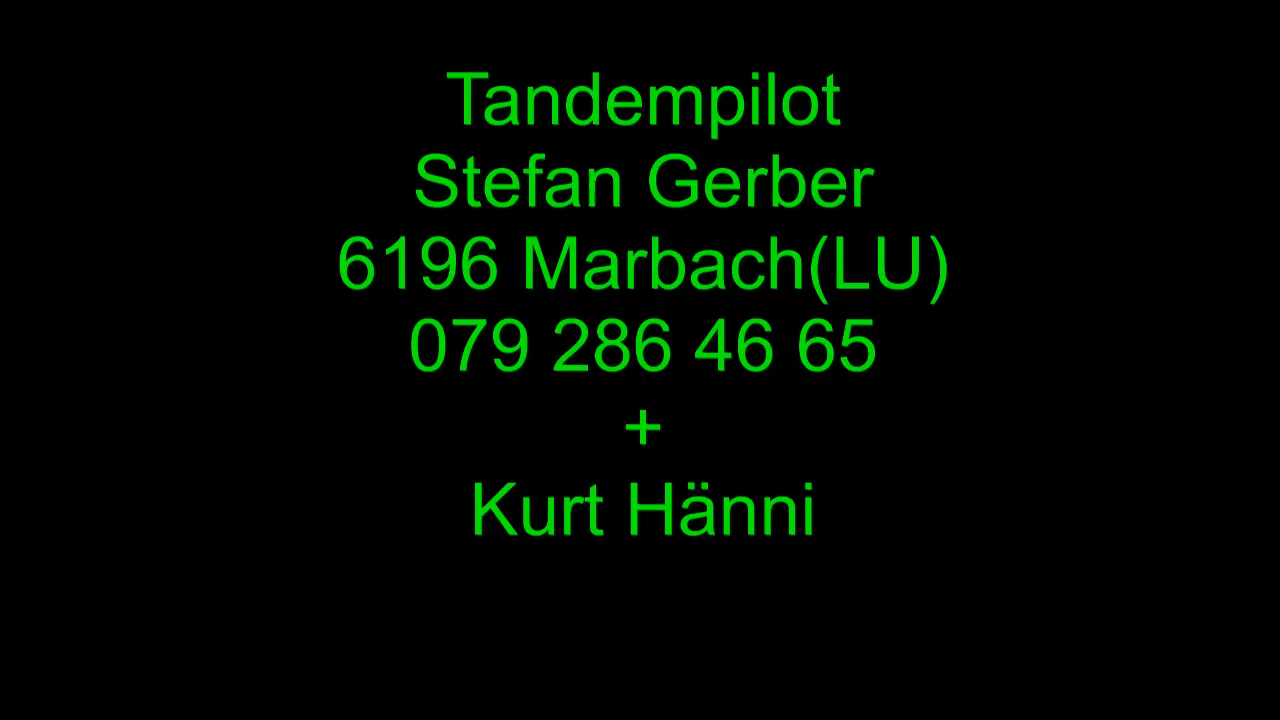 Tandempilot
Stefan Gerber
6196 Marbach(LU)
079 286 46 65
+
Kurt Hänni